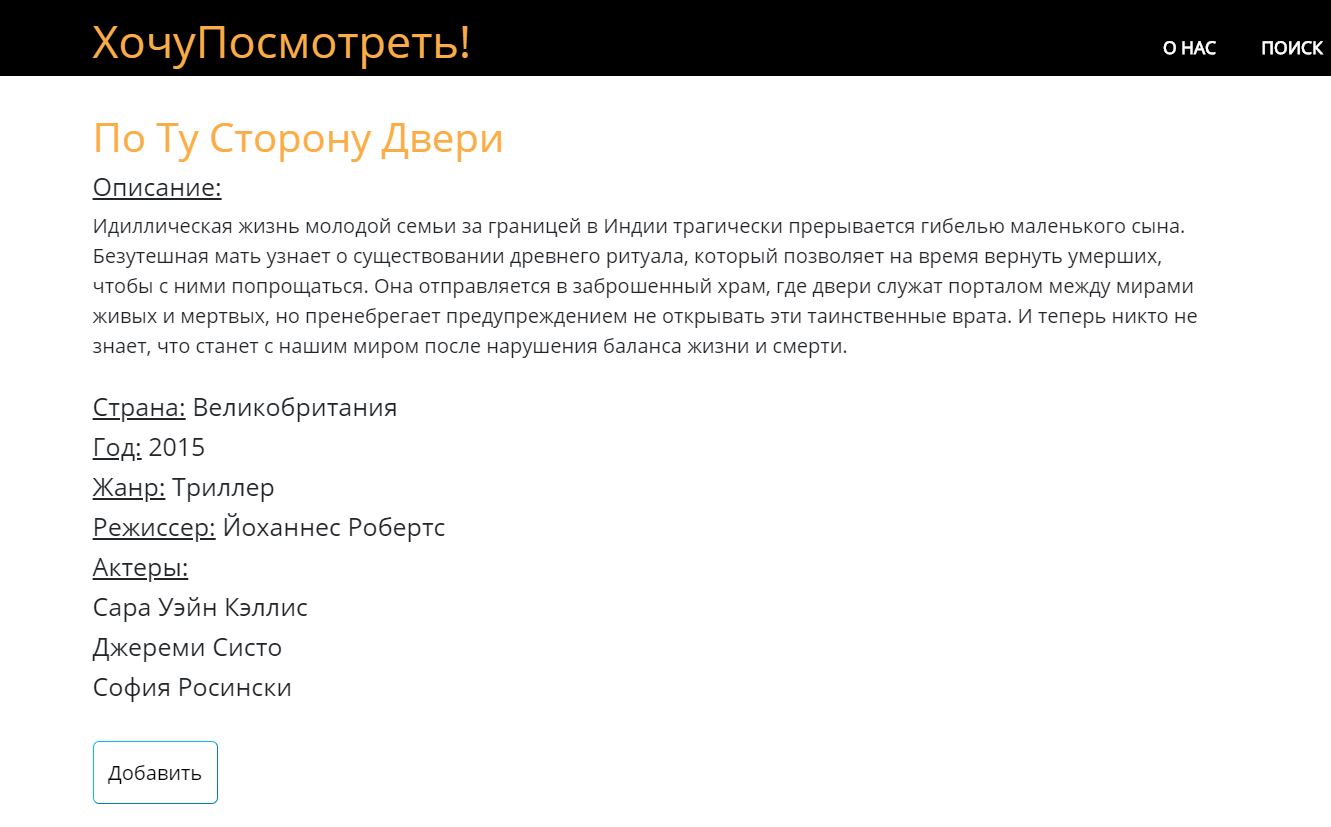 ХочуПосмотреть!
О НАС ПОИСК
По Ту Сторону Двери
Описание:
Идиллическая жизнь молодой семьи за границей в Индии трагически прерывается гибелью маленького сына.
Безутешная мать узнает о существовании древнего ритуала, который позволяет на время вернуть умерших,
чтобы с ними попрощаться. Она отправляется в заброшенный храм, где двери служат порталом между мирами
живых и мертвых, но пренебрегает предупреждением не открывать эти таинственные врата. И теперь никто не
знает, что станет с нашим миром после нарушения баланса жизни и смерти.
Страна: Великобритания
Год: 2015
Жанр: Триллер
Режиссер: Йоханнес Робертс
Актеры:
Сара Уэйн Кэллис
Джереми Систо
София Росински
Добавить